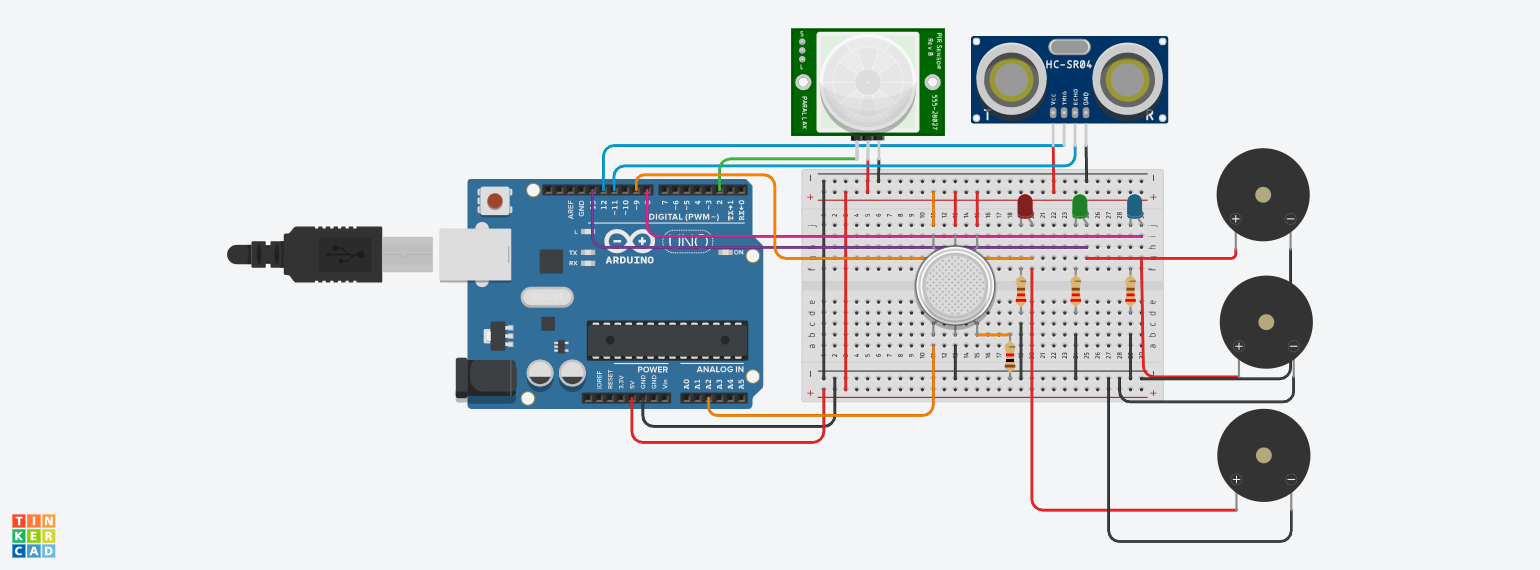 S
L
PIR SENSOR
Rev B
PARALLAX
555-28027
HC-SR04
VCC
TRIG
ECHO
GND
T
R
AREF
GND
12
~11
~10
~9
8
7
~6
~5
4
~3
2
TX→1
RX←0
DIGITAL (PWM~)
L
TX
RX
ARDUINO
UNO
ON
IOREF
RESET
3.3V
5V
GND
GND
Vin
POWER
ANALOG IN
A0
A1
A2
A3
A4
A5
TIN
KER
CAD